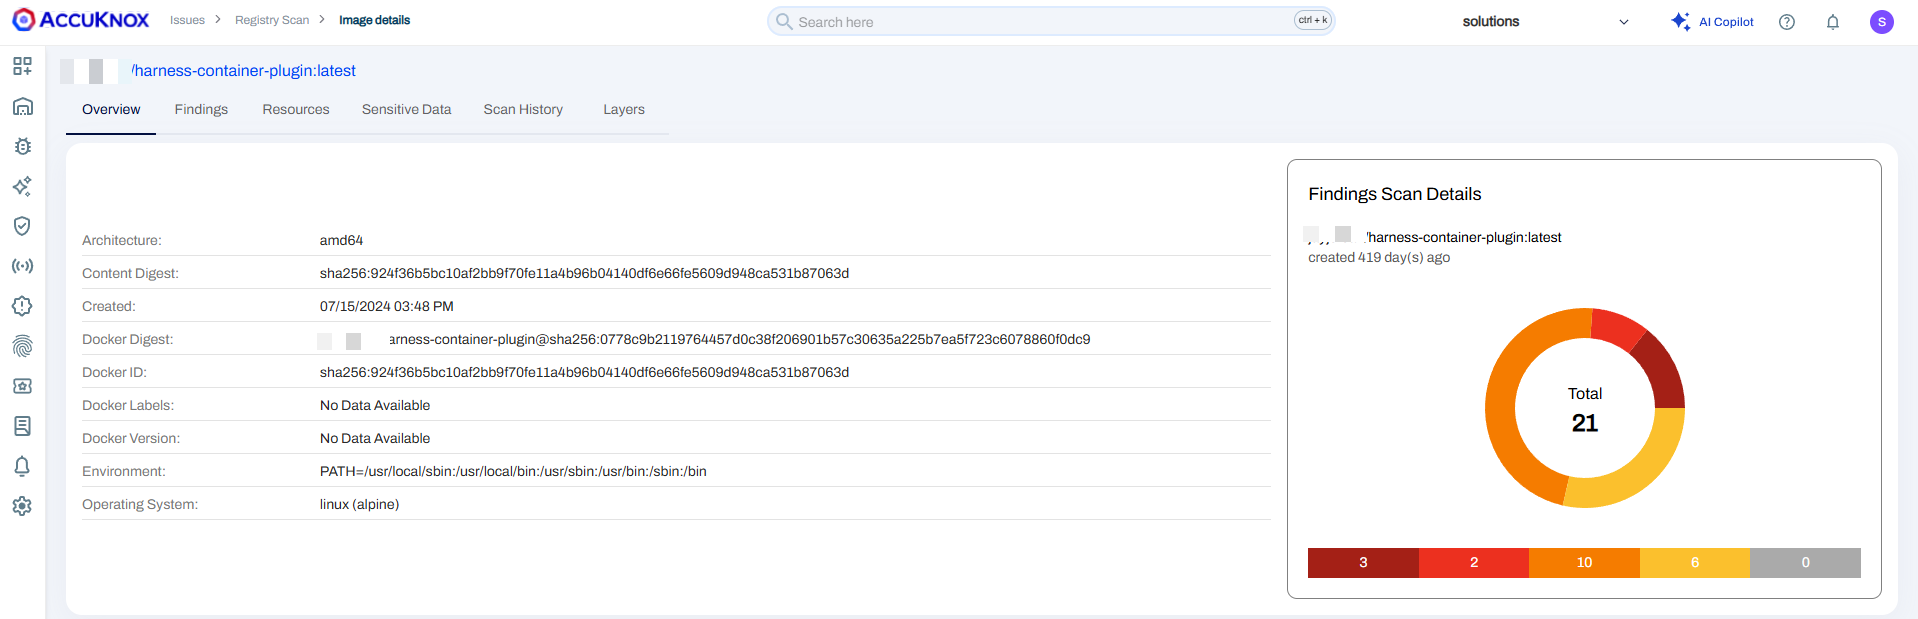 ACCUKNOX
Issues > Registry Scan > Image details
Search here
ctrl + k
solutions
AI Copilot
S
/harness-container-plugin:latest
Overview Findings Resources Sensitive Data Scan History Layers
Architecture: amd64
Content Digest: sha256:924f36b5bc10af2bb9f70fe11a4b96b04140df6e66fe5609d948ca531b87063d
Created: 07/15/2024 03:48 PM
Docker Digest: arness-container-plugin@sha256:0778c9b2119764457d0c38f206901b57c30635a225b7ea5f723c6078860f0dc9
Docker ID: sha256:924f36b5bc10af2bb9f70fe11a4b96b04140df6e66fe5609d948ca531b87063d
Docker Labels: No Data Available
Docker Version: No Data Available
Environment: PATH=/usr/local/sbin:/usr/local/bin:/usr/sbin:/usr/bin:/sbin:/bin
Operating System: linux (alpine)
Findings Scan Details
/harness-container-plugin:latest
created 419 day(s) ago
Total
21
3 2 10 6 0